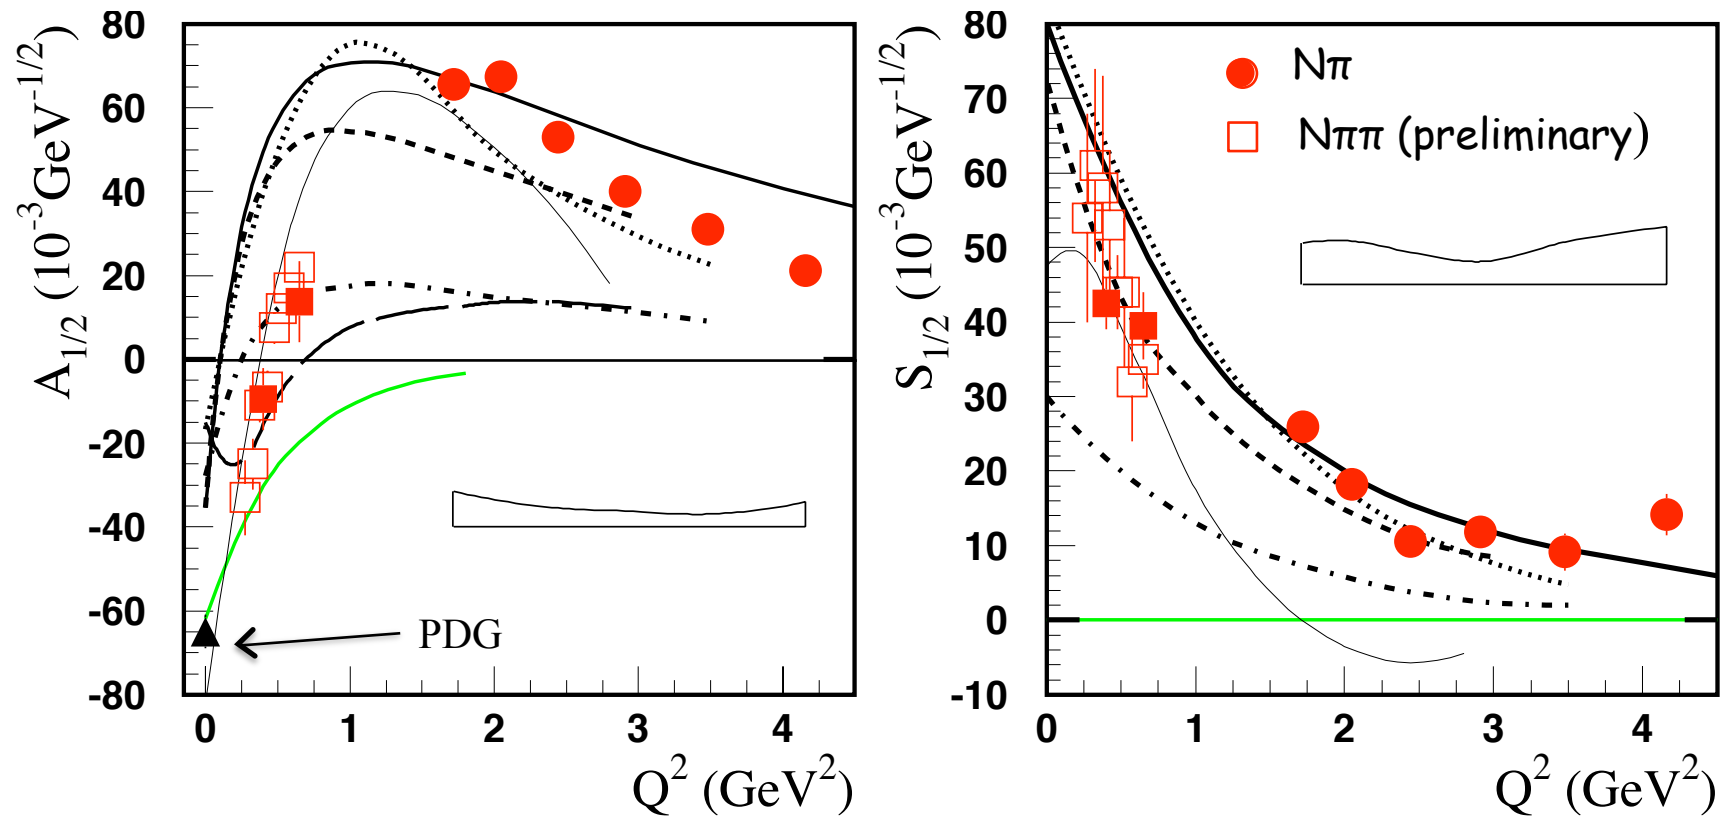 A₁/₂ (10⁻³GeV⁻¹/²)
80
60
40
20
0
-20
-40
-60
-80
PDG
0 1 2 3 4
Q² (GeV²)
S₁/₂ (10⁻³GeV⁻¹/²)
80
70
60
50
40
30
20
10
0
-10
Nπ
Nππ (preliminary)
0 1 2 3 4
Q² (GeV²)